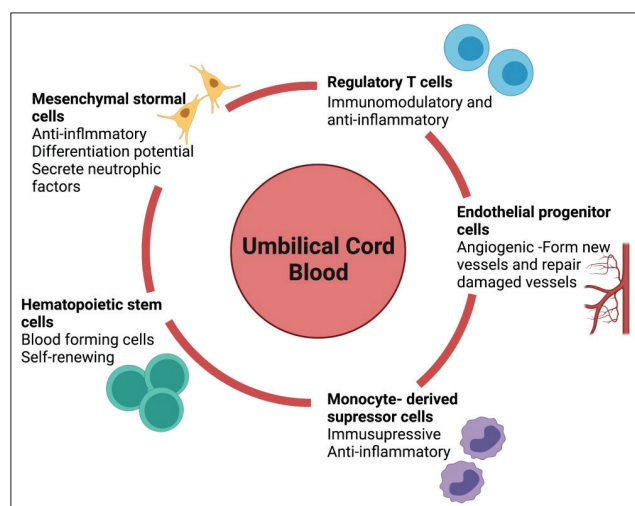 Mesenchymal stormal
cells
Anti-inflmmatory
Differentiation potential
Secrete neutrophic
factors
Regulatory T cells
Immunomodulatory and
anti-inflammatory
Umbilical Cord
Blood
Endothelial progenitor
cells
Angiogenic -Form new
vessels and repair
damaged vessels
Hematopoietic stem
cells
Blood forming cells
Self-renewing
Monocyte- derived
supressor cells
Immusupressive
Anti-inflammatory